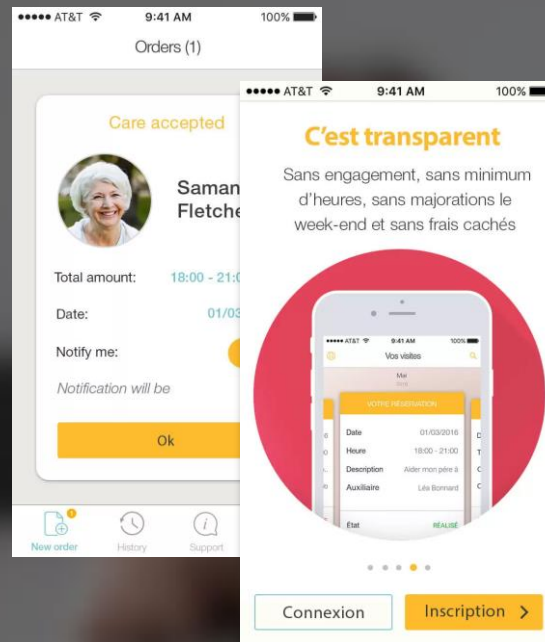 AT&T 9:41 AM 100%
Orders (1)
Care accepted
Saman
Fletche
Total amount: 18:00 - 21:0
Date: 01/03
Notify me:
Notification will be
Ok
1
New order History Support
AT&T 9:41 AM 100%
C'est transparent
Sans engagement, sans minimum
d'heures, sans majorations le
week-end et sans frais cachés
AT&T 9:41 AM 100%
Vos visites
Mai
VOTRE RÉSERVATION
Date 01/03/2016
Heure 18:00 - 21:00
Description Aider mon père à
Auxiliaire Léa Bonnard
État RÉALISÉ
Connexion
Inscription >